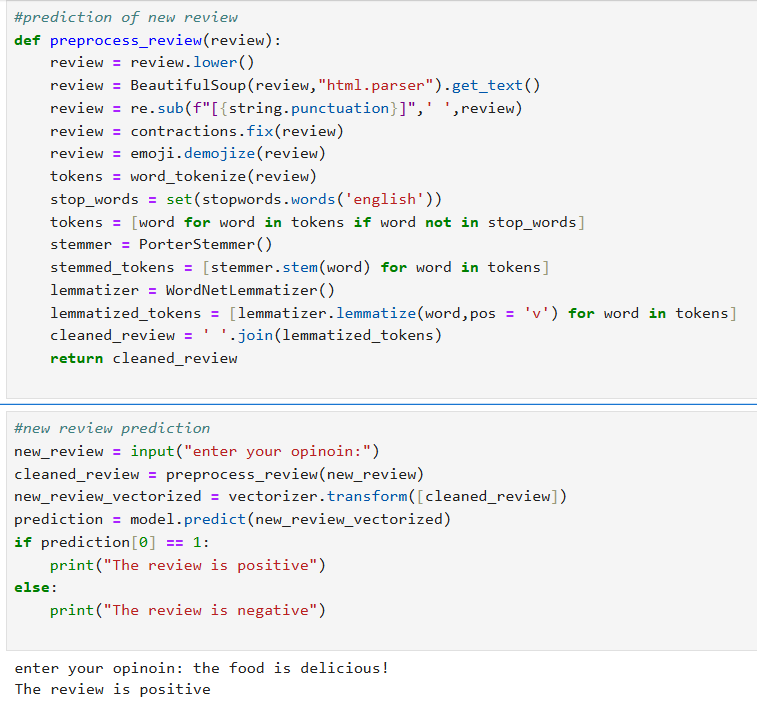 #prediction of new review
def preprocess_review(review):
    review = review.lower()
    review = BeautifulSoup(review,"html.parser").get_text()
    review = re.sub(f"[{string.punctuation}]",' ',review)
    review = contractions.fix(review)
    review = emoji.demojize(review)
    tokens = word_tokenize(review)
    stop_words = set(stopwords.words('english'))
    tokens = [word for word in tokens if word not in stop_words]
    stemmer = PorterStemmer()
    stemmed_tokens = [stemmer.stem(word) for word in tokens]
    lemmatizer = WordNetLemmatizer()
    lemmatized_tokens = [lemmatizer.lemmatize(word,pos = 'v') for word in tokens]
    cleaned_review = ' '.join(lemmatized_tokens)
    return cleaned_review
#new review prediction
new_review = input("enter your opinoin:")
cleaned_review = preprocess_review(new_review)
new_review_vectorized = vectorizer.transform([cleaned_review])
prediction = model.predict(new_review_vectorized)
if prediction[0] == 1:
    print("The review is positive")
else:
    print("The review is negative")
enter your opinoin: the food is delicious!
The review is positive